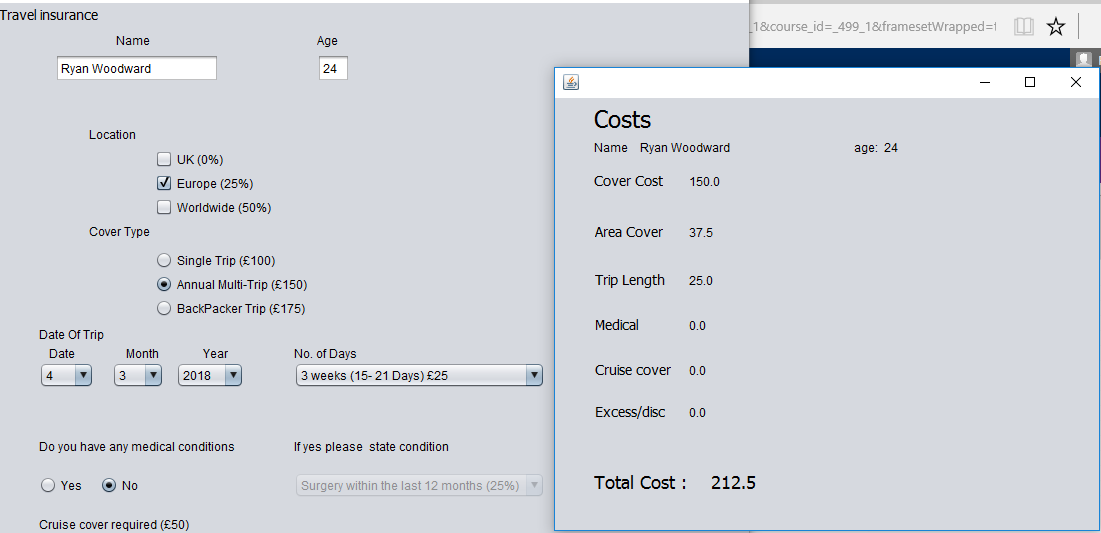 Travel insurance
Name Age
Ryan Woodward 24
Location
UK (0%)
Europe (25%)
Worldwide (50%)
Cover Type
Single Trip (£100)
Annual Multi-Trip (£150)
BackPacker Trip (£175)
Date Of Trip
Date Month Year No. of Days
4 3 2018 3 weeks (15- 21 Days) £25
Do you have any medical conditions If yes please state condition
Yes No Surgery within the last 12 months (25%)
Cruise cover required (£50)
_1&course_id=_499_1&framesetWrapped=t
Costs
Name Ryan Woodward age: 24
Cover Cost 150.0
Area Cover 37.5
Trip Length 25.0
Medical 0.0
Cruise cover 0.0
Excess/disc 0.0
Total Cost : 212.5